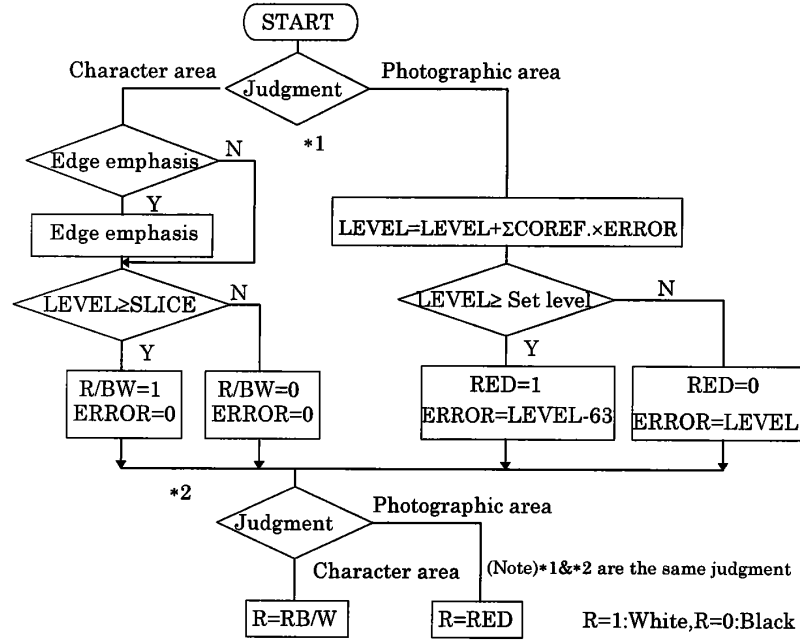 START
Character area
Photographic area
Judgment
*1
Edge emphasis
N
Y
Edge emphasis
LEVEL=LEVEL+ΣCOREF.×ERROR
LEVEL≥SLICE
N
LEVEL≥ Set level
N
Y
Y
R/BW=1
ERROR=0
R/BW=0
ERROR=0
RED=1
ERROR=LEVEL-63
RED=0
ERROR=LEVEL
*2
Judgment
Photographic area
Character area
(Note)*1&*2 are the same judgment
R=RB/W
R=RED
R=1:White,R=0:Black